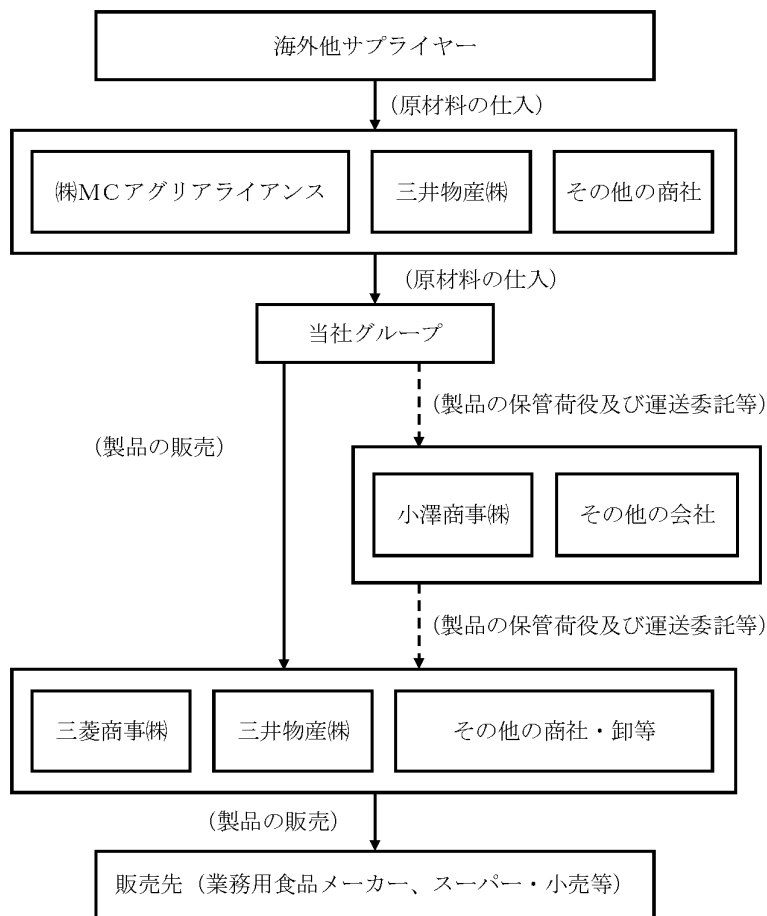 海外他サプライヤー
（原材料の仕入）
㈱ＭＣアグリアライアンス
三井物産㈱
その他の商社
（原材料の仕入）
当社グループ
（製品の保管荷役及び運送委託等）
（製品の販売）
小澤商事㈱
その他の会社
（製品の保管荷役及び運送委託等）
三菱商事㈱
三井物産㈱
その他の商社・卸等
（製品の販売）
販売先（業務用食品メーカー、スーパー・小売等）